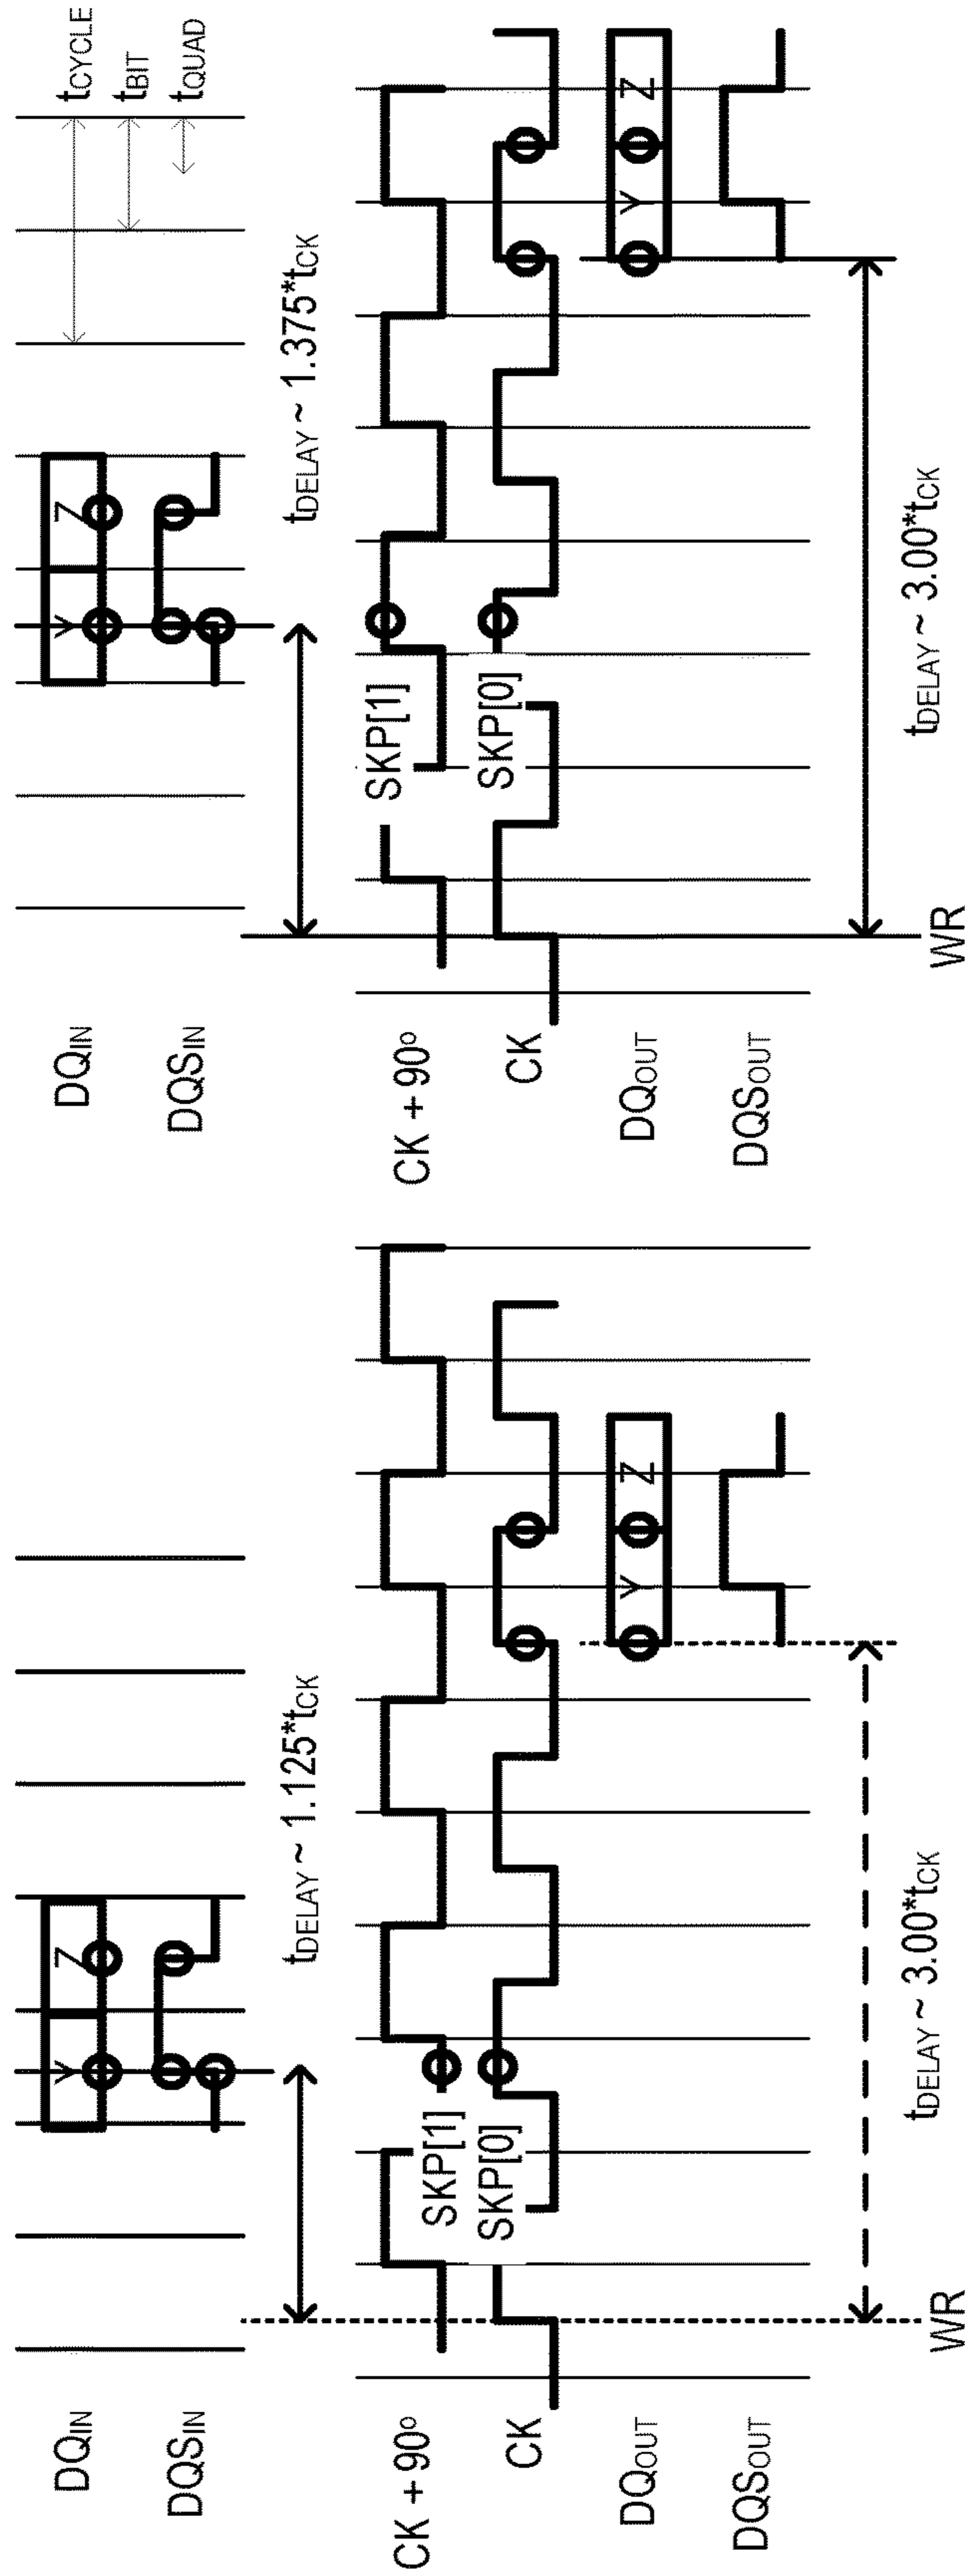 DQIN
Y Z
DQSIN
tDELAY ~ 1.125*tCK
CK + 90°
SKP[1]
CK
SKP[0]
DQOUT
Y Z
DQSOUT
tDELAY ~ 3.00*tCK
WR
DQIN
Y Z
tCYCLE
tBIT
DQSIN
tQUAD
tDELAY ~ 1.375*tCK
CK + 90°
SKP[1]
CK
SKP[0]
DQOUT
Y Z
DQSOUT
tDELAY ~ 3.00*tCK
WR